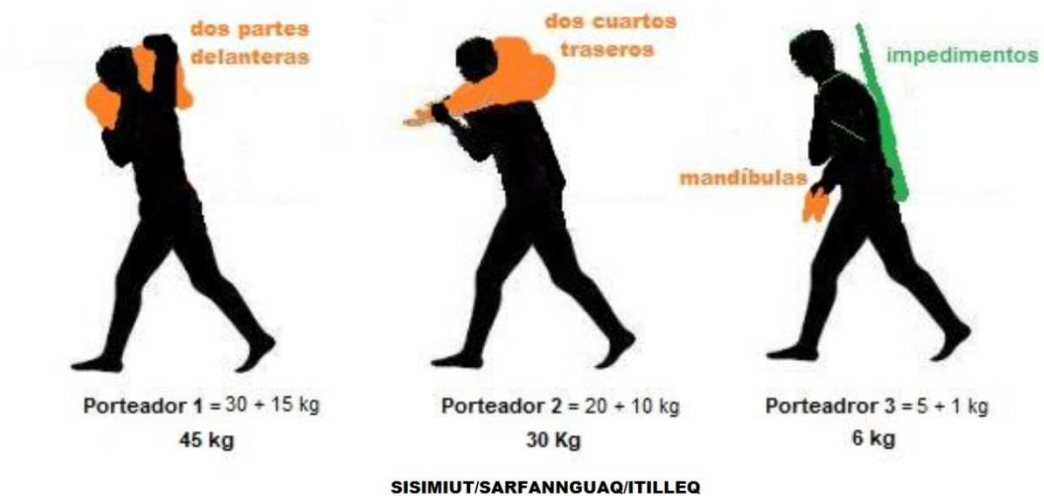 dos partes
delanteras
dos cuartos
traseros
impedimentos
mandíbulas
Porteador 1 = 30 + 15 kg
45 kg
Porteador 2 = 20 + 10 kg
30 Kg
Porteadror 3 = 5 + 1 kg
6 kg
SISIMIUT/SARFANNGUAQ/ITILLEQ